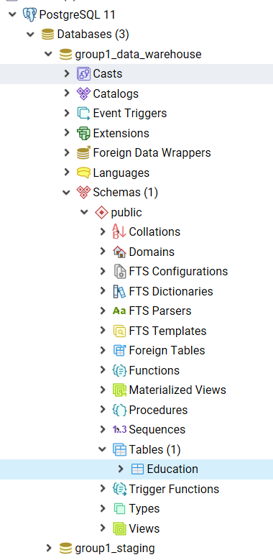 PostgreSQL 11
Databases (3)
group1_data_warehouse
Casts
Catalogs
Event Triggers
Extensions
Foreign Data Wrappers
Languages
Schemas (1)
public
Collations
Domains
FTS Configurations
FTS Dictionaries
Aa FTS Parsers
FTS Templates
Foreign Tables
Functions
Materialized Views
Procedures
1..3 Sequences
Tables (1)
Education
Trigger Functions
Types
Views
group1_staging